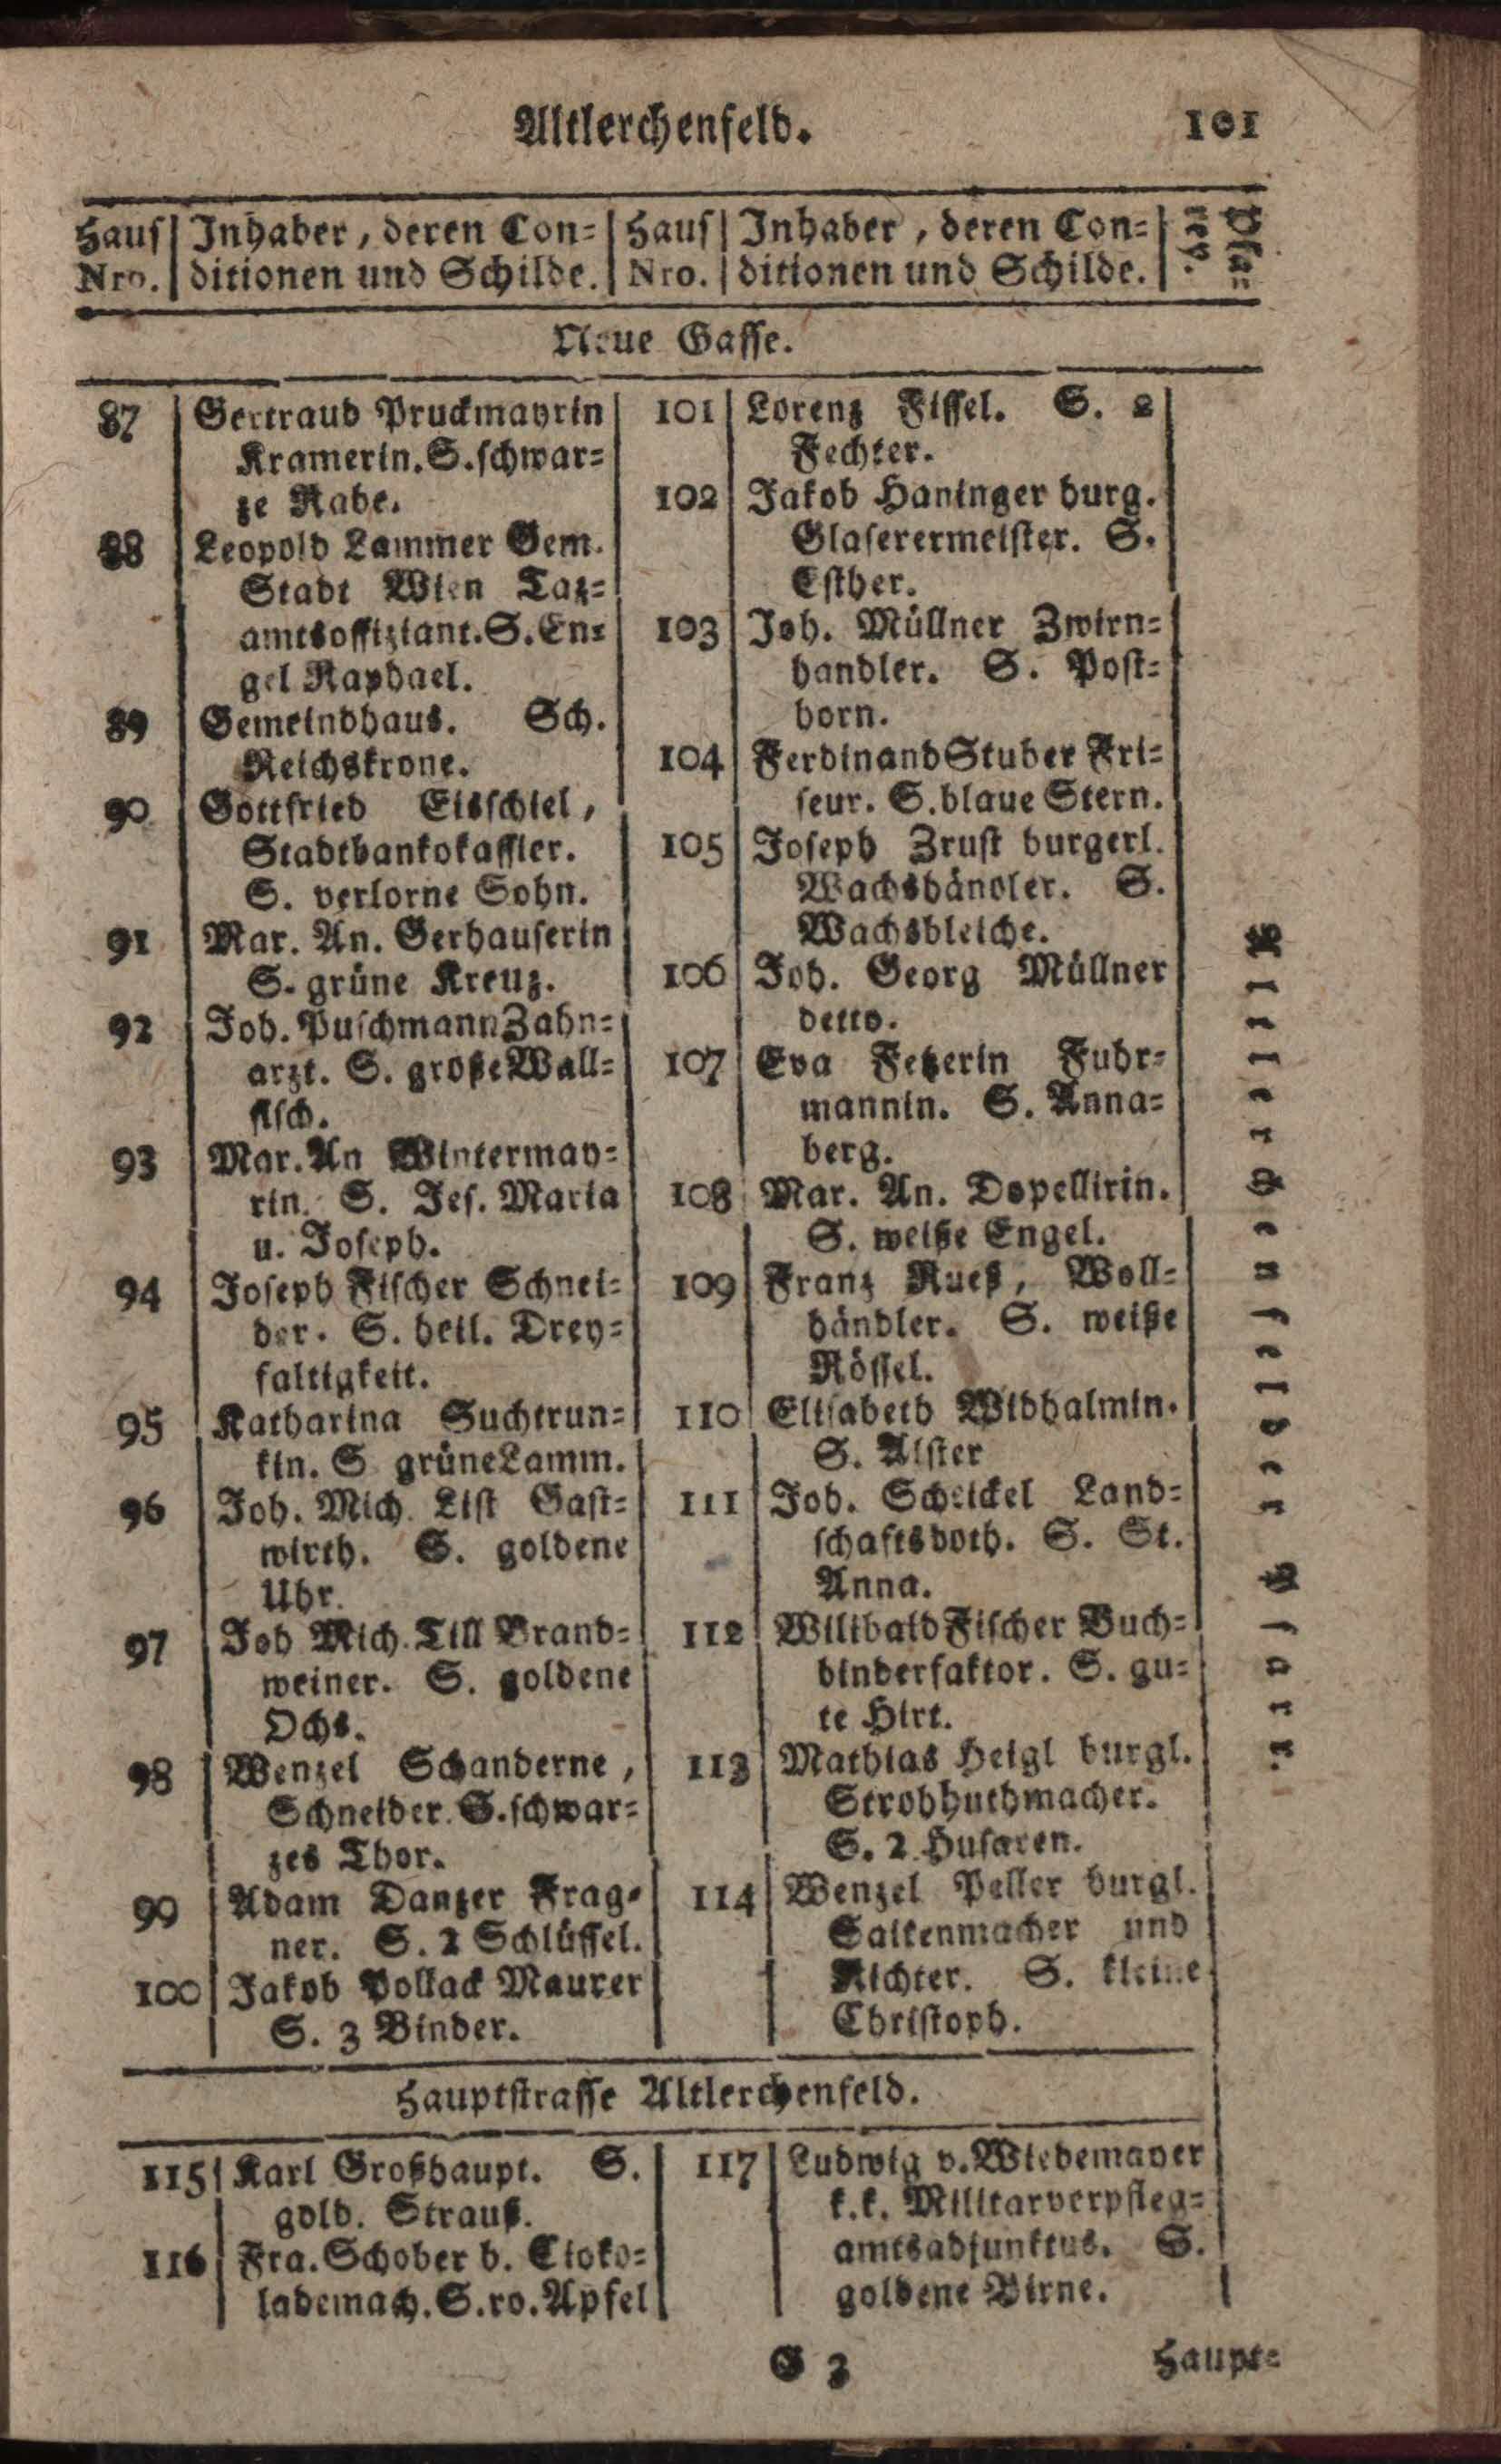 Altlerchenfeld.
101
Haus Nro.
Inhaber, deren Con=
ditionen und Schilde.
Haus Nro.
Inhaber, deren Con=
ditionen und Schilde.
Pfar=
rey.
Neue Gasse.
87 Gertraud Pruckmayrin
Kramerin. S. schwar=
ze Rabe.
88 Leopold Lammer Gem.
Stadt Wien Taz=
amtsoffiziant. S. En=
gel Raphael.
89 Gemeindhaus. Sch.
Reichskrone.
90 Gottfried Eisschiel,
Stadtbankokassier.
S. verlorne Sohn.
91 Mar. An. Gerhauserin
S. grüne Kreuz.
92 Joh. Puschmann Zahn=
arzt. S. große Wall=
fisch.
93 Mar. An Wintermay=
rin. S. Jes. Maria
u. Joseph.
94 Joseph Fischer Schnei=
der. S. heil. Drey=
faltigkeit.
95 Katharina Suchtrun=
kin. S grüne Lamm.
96 Joh. Mich. List Gast=
wirth. S. goldene
Uhr.
97 Joh Mich. Till Brand=
weiner. S. goldene
Ochs.
98 Wenzel Schanderne,
Schneider. S. schwar=
zes Thor.
99 Adam Danzer Frag=
ner. S. 2 Schlüssel.
100 Jakob Pollack Maurer
S. 3 Binder.
101 Lorenz Fissel. S. 2
Fechter.
102 Jakob Haninger burg.
Glaserermeister. S.
Esther.
103 Joh. Müllner Zwirn=
handler. S. Post=
horn.
104 Ferdinand Stuber Fri=
seur. S. blaue Stern.
105 Joseph Zrust burgerl.
Wachshändler. S.
Wachsbleiche.
106 Joh. Georg Müllner
detto.
107 Eva Fetzerin Fuhr=
mannin. S. Anna=
berg.
108 Mar. An. Dopellirin.
S. weiße Engel.
109 Franz Rueß, Woll=
händler. S. weiße
Rössel.
110 Elisabeth Widhalmin.
S. Alster
111 Joh. Scheickel Land=
schaftsboth. S. St.
Anna.
112 Willibald Fischer Buch=
binderfaktor. S. gu=
te Hirt.
113 Mathias Heigl burgl.
Strohhuthmacher.
S. 2 Husaren.
114 Wenzel Peller burgl.
Saitenmacher und
Richter. S. kleine
Christoph.
Altlerchenfelder Pfarr.
Hauptstrasse Altlerchenfeld.
115 Karl Großhaupt. S.
gold. Strauß.
116 Fra. Schober b. Cioko=
lademach. S. ro. Apfel
117 Ludwig v. Wiedemayer
k. k. Militarverpfleg=
amtsadjunktus. S.
goldene Birne.
G 3
Haupt=